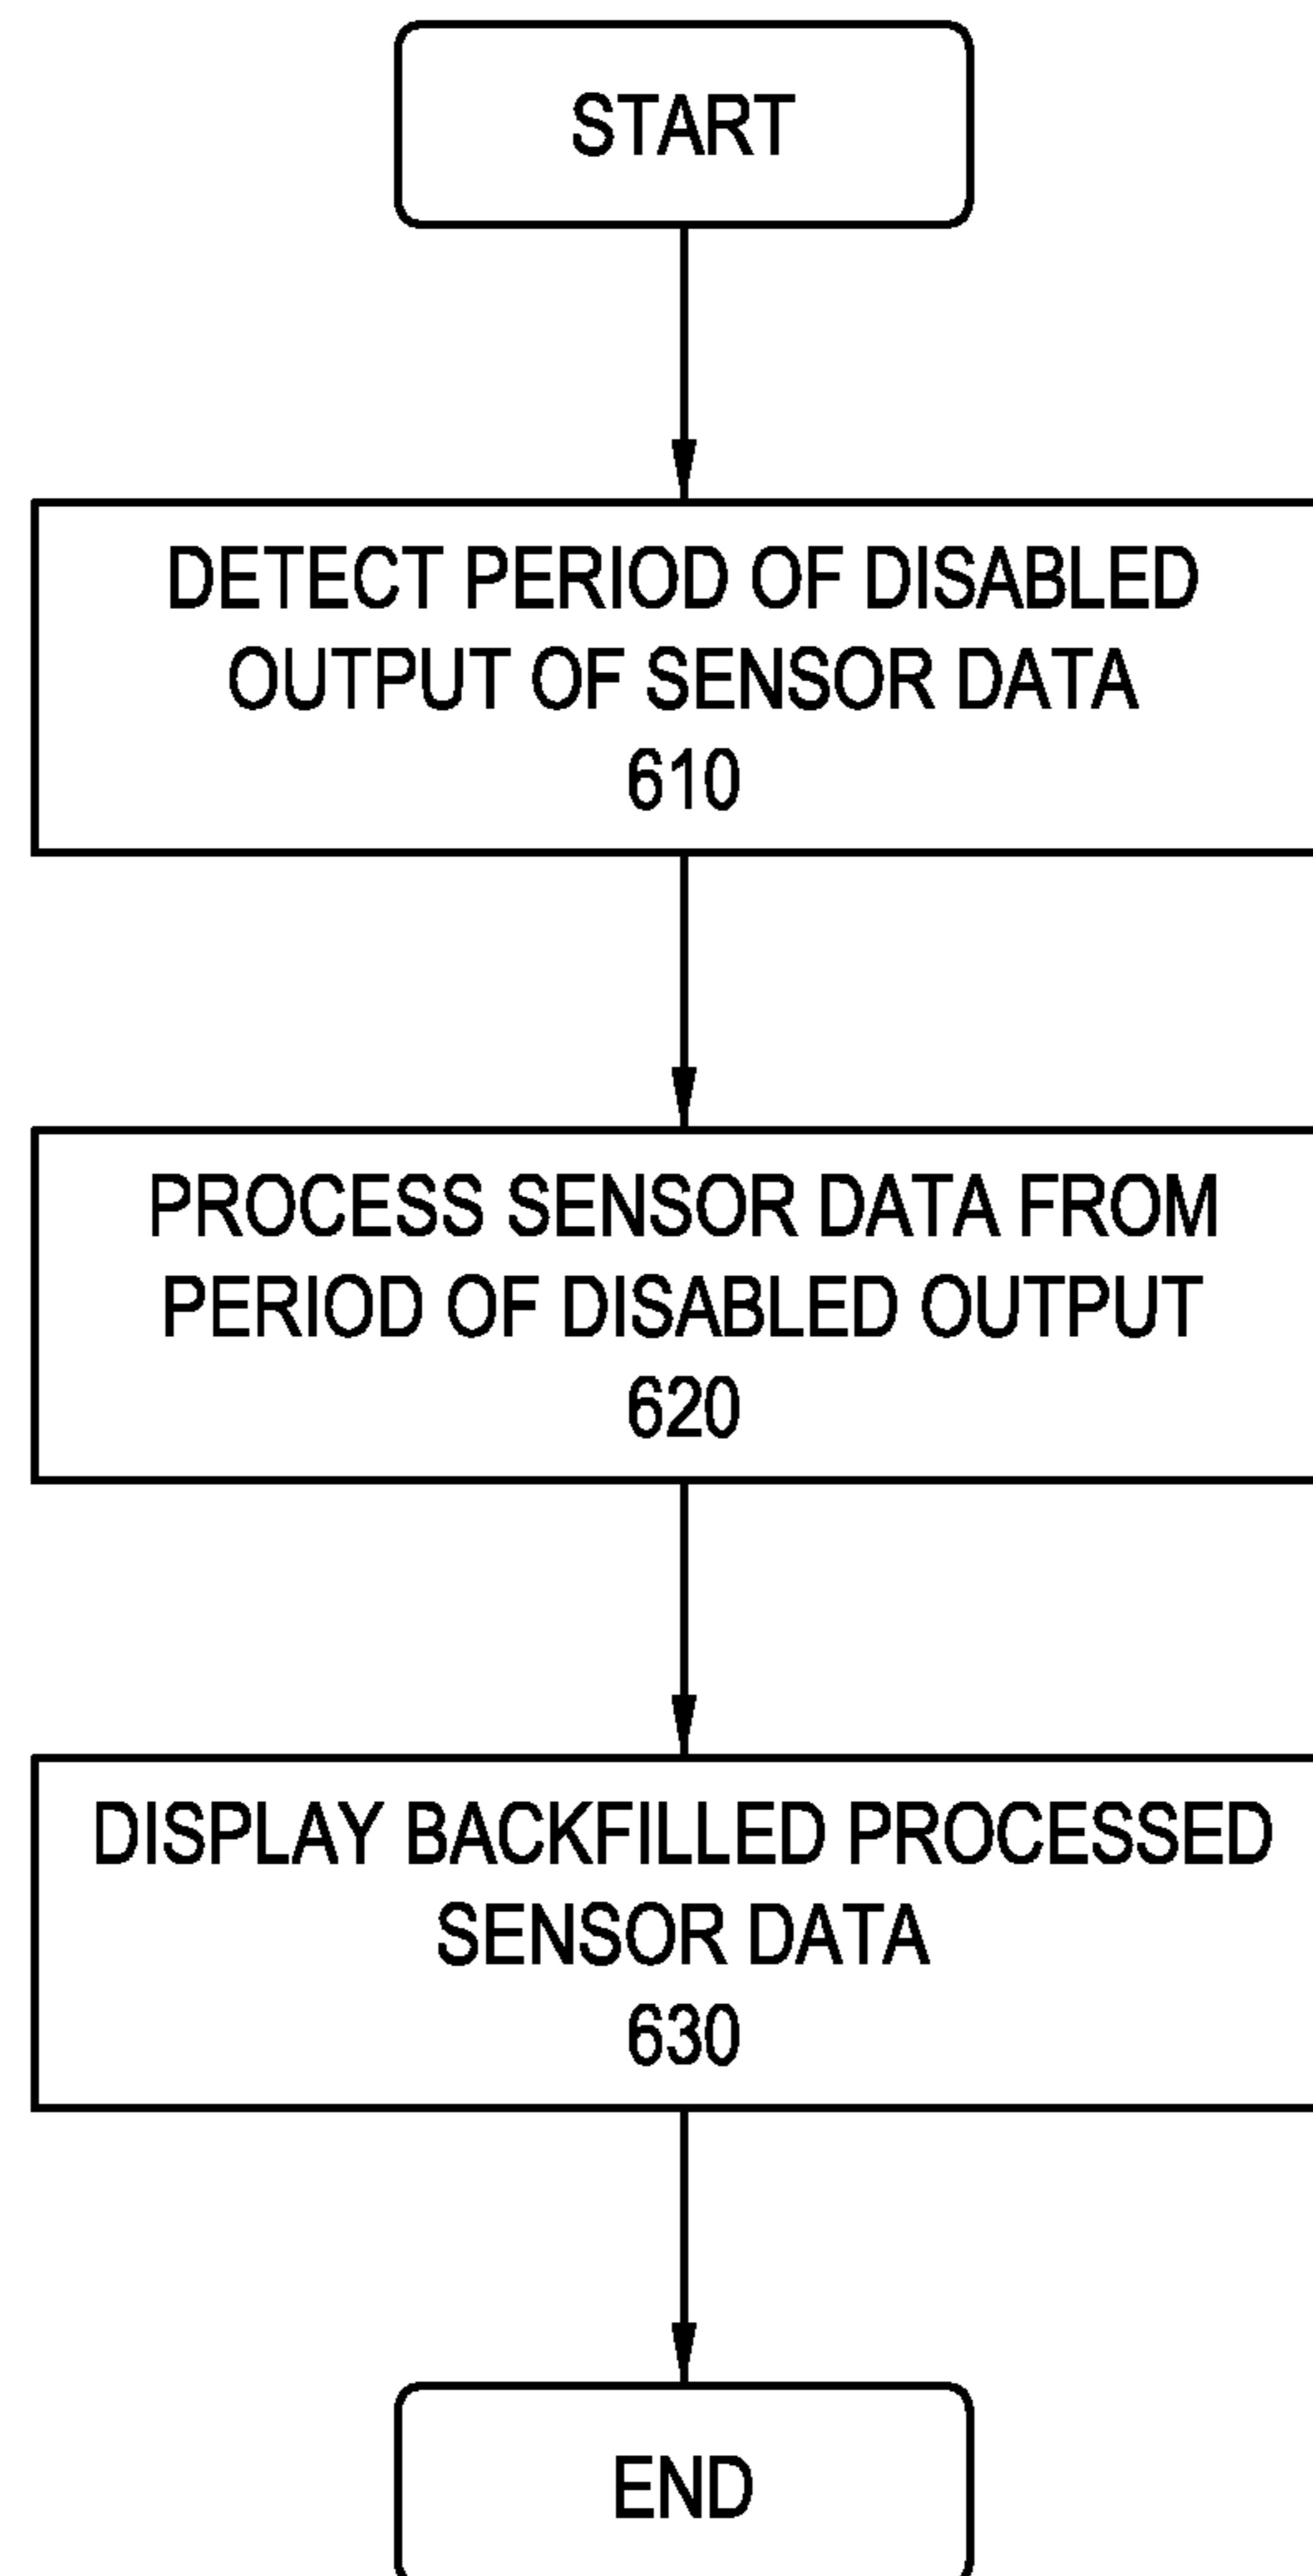 START
DETECT PERIOD OF DISABLED
OUTPUT OF SENSOR DATA
610
PROCESS SENSOR DATA FROM
PERIOD OF DISABLED OUTPUT
620
DISPLAY BACKFILLED PROCESSED
SENSOR DATA
630
END